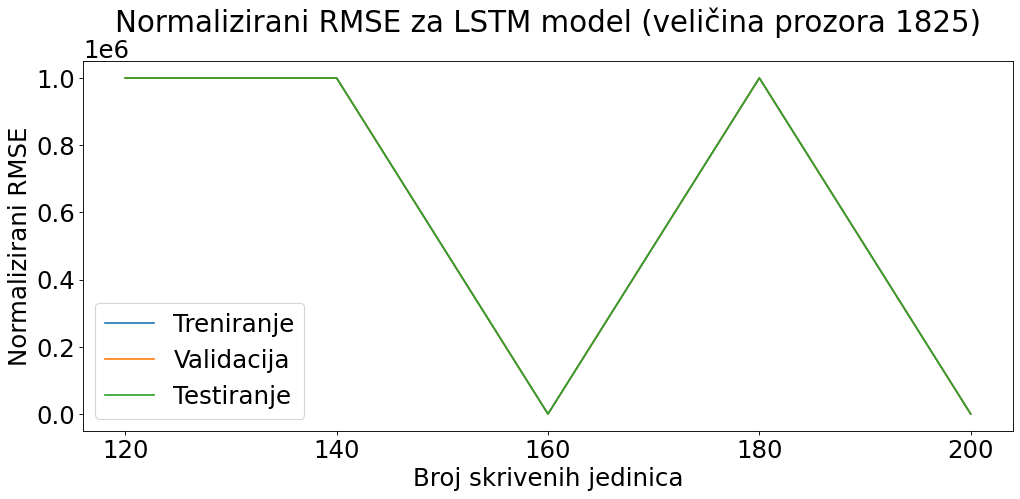 Normalizirani RMSE za LSTM model (veličina prozora 1825)
1e6
1.0
0.8
0.6
0.4
0.2
0.0
Normalizirani RMSE
Treniranje
Validacija
Testiranje
120 140 160 180 200
Broj skrivenih jedinica